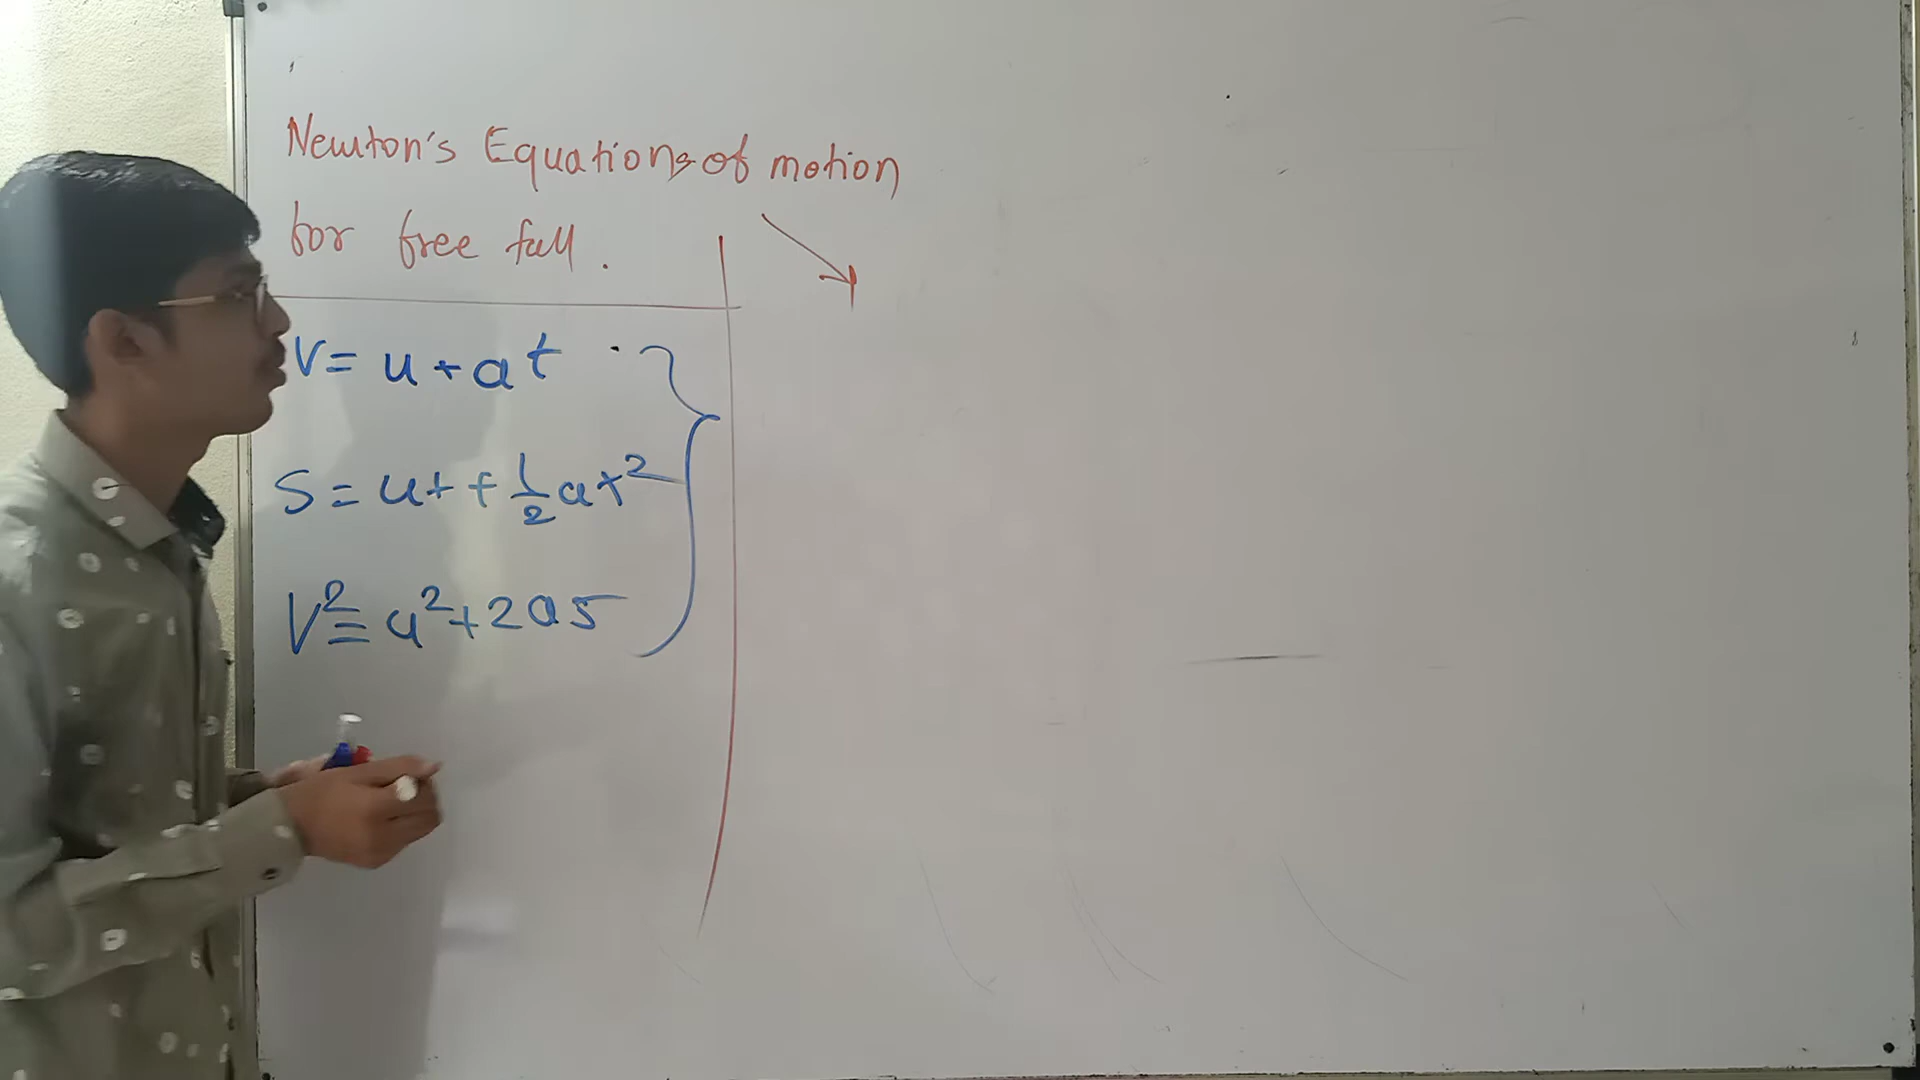 Newton's Equations of motion
for free fall.
V = u + at
S = ut + 1/2 at²
V² = u² + 2as